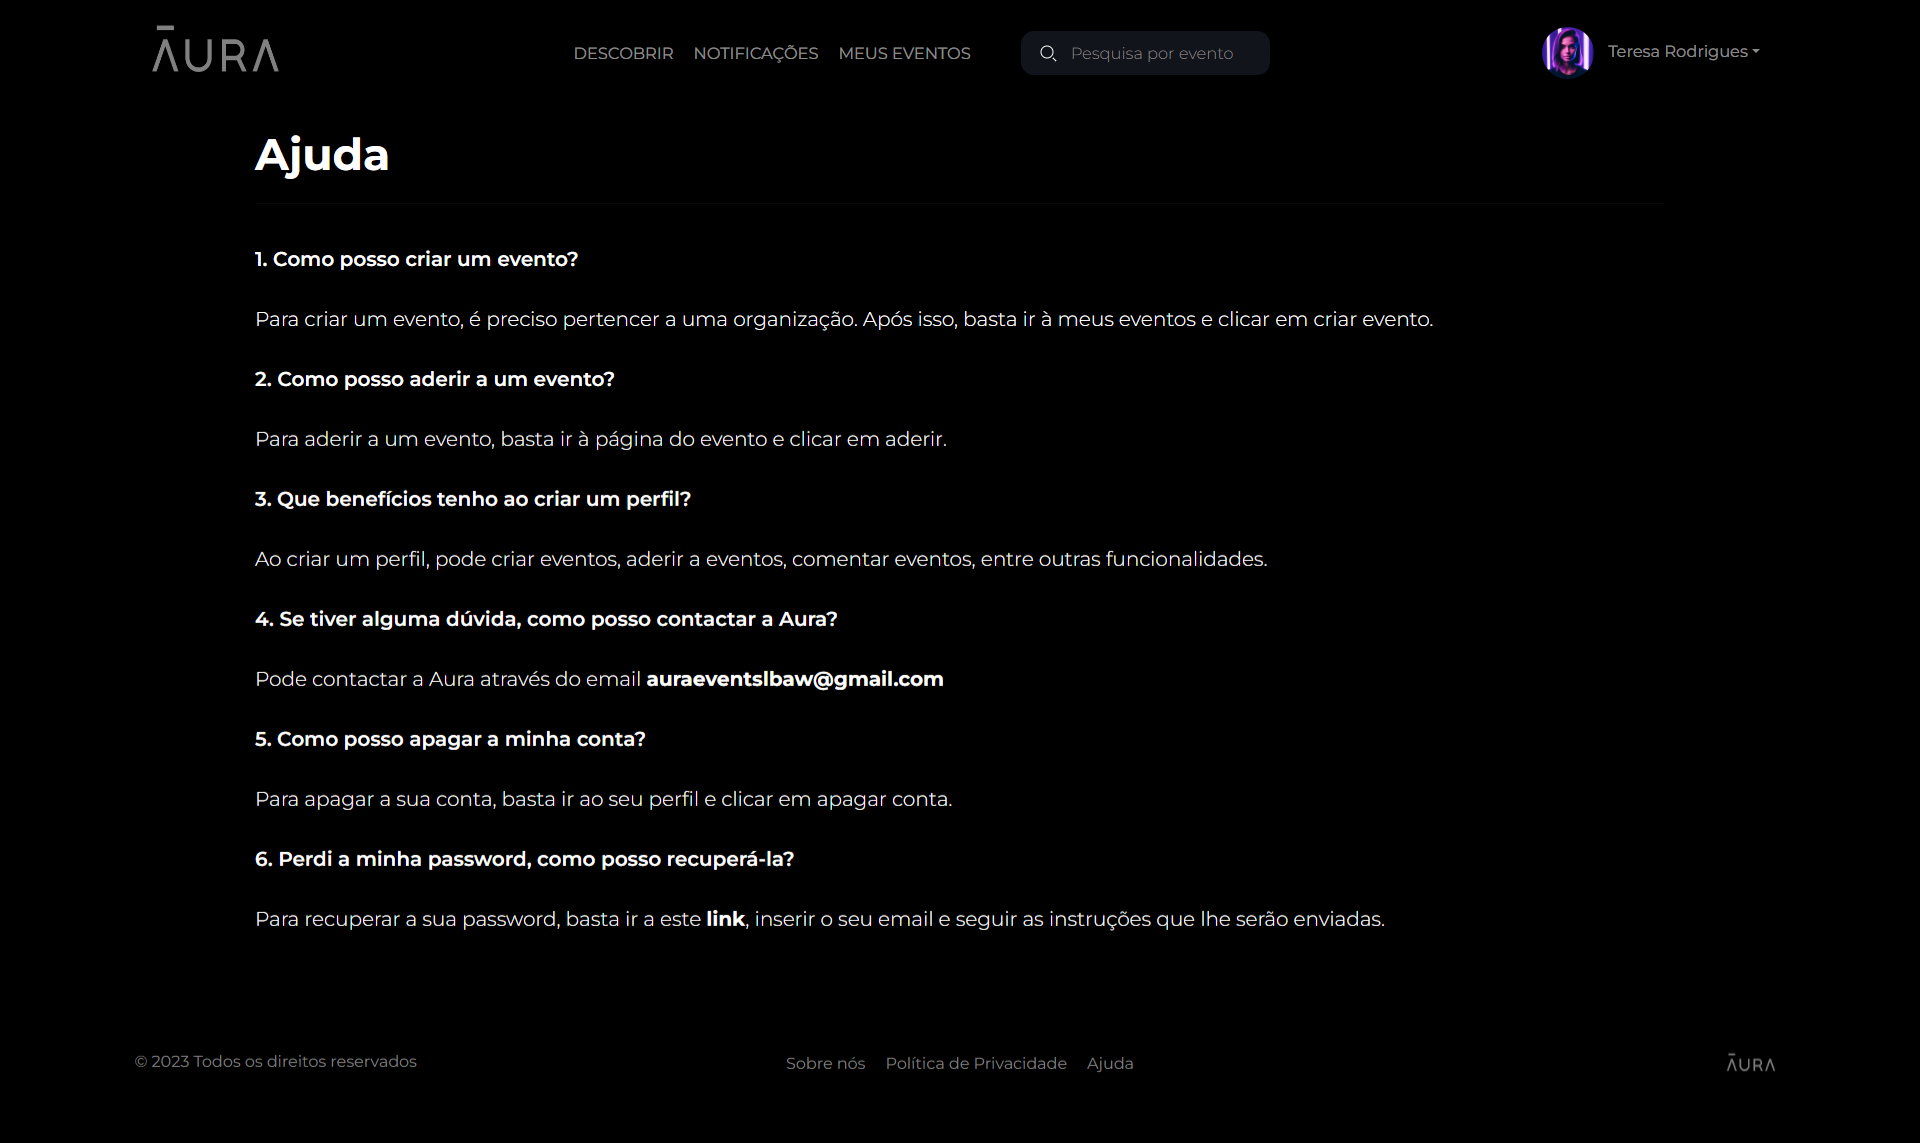 ĀURA
DESCOBRIR NOTIFICAÇÕES MEUS EVENTOS Pesquisa por evento Teresa Rodrigues
Ajuda
1. Como posso criar um evento?
Para criar um evento, é preciso pertencer a uma organização. Após isso, basta ir à meus eventos e clicar em criar evento.
2. Como posso aderir a um evento?
Para aderir a um evento, basta ir à página do evento e clicar em aderir.
3. Que benefícios tenho ao criar um perfil?
Ao criar um perfil, pode criar eventos, aderir a eventos, comentar eventos, entre outras funcionalidades.
4. Se tiver alguma dúvida, como posso contactar a Aura?
Pode contactar a Aura através do email auraeventslbaw@gmail.com
5. Como posso apagar a minha conta?
Para apagar a sua conta, basta ir ao seu perfil e clicar em apagar conta.
6. Perdi a minha password, como posso recuperá-la?
Para recuperar a sua password, basta ir a este link, inserir o seu email e seguir as instruções que lhe serão enviadas.
© 2023 Todos os direitos reservados
Sobre nós Política de Privacidade Ajuda
ĀURA